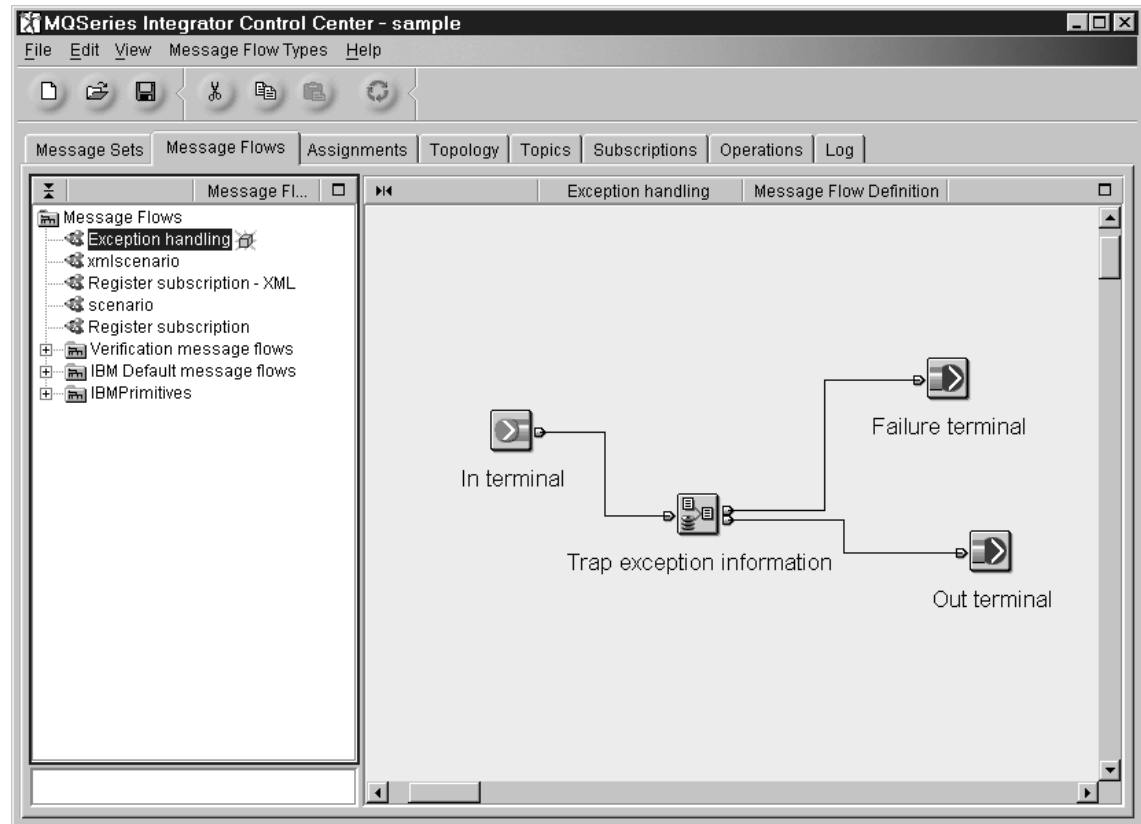 MQSeries Integrator Control Center - sample
File Edit View Message Flow Types Help
Message Sets Message Flows Assignments Topology Topics Subscriptions Operations Log
Message Fl...
Exception handling Message Flow Definition
Message Flows
Exception handling
xmlscenario
Register subscription - XML
scenario
Register subscription
Verification message flows
IBM Default message flows
IBMPrimitives
Failure terminal
In terminal
Trap exception information
Out terminal